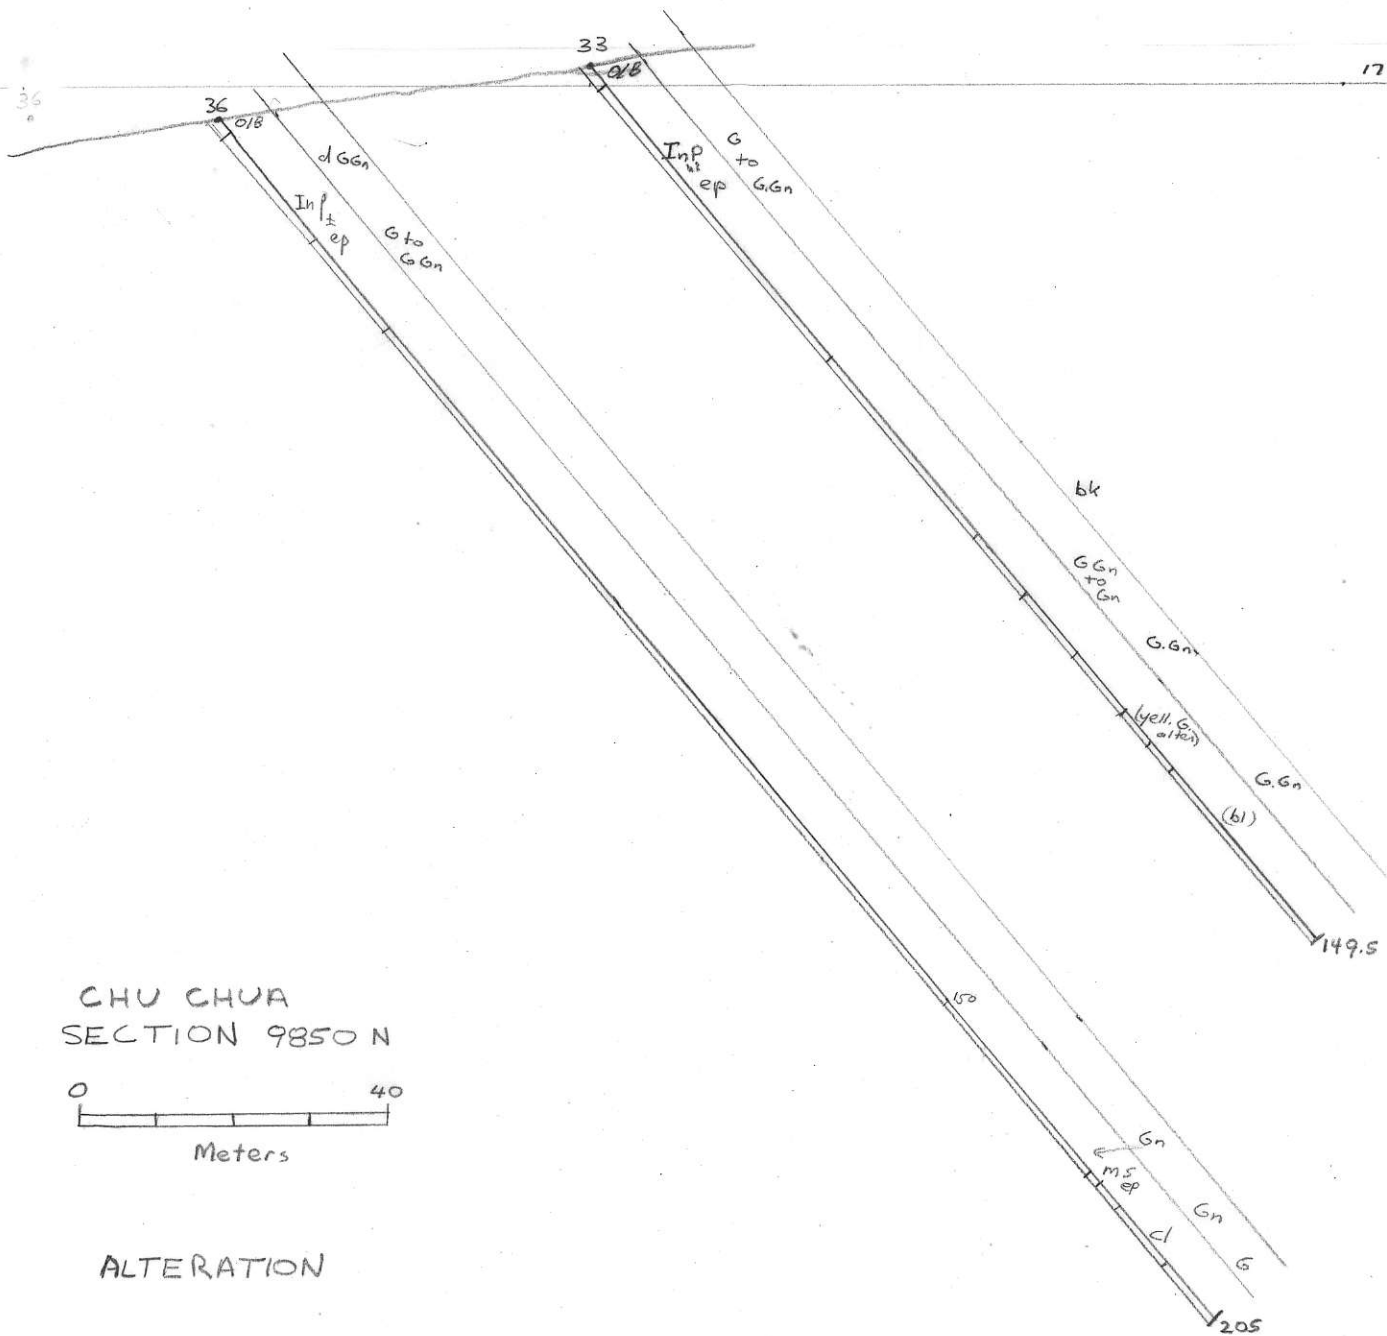 33
O/B
17
36
36
O/B
d GGn
InP
ep
G
to
G.Gn
InP ±
ep
G to
G Gn
bk
G Gn
to
Gn
G.Gn
(yell. G.
alter)
G.Gn
(bl)
149.5
150
CHU CHUA
SECTION 9850 N
0 40
Meters
Gn
ms
ep
Gn
cl
G
ALTERATION
205